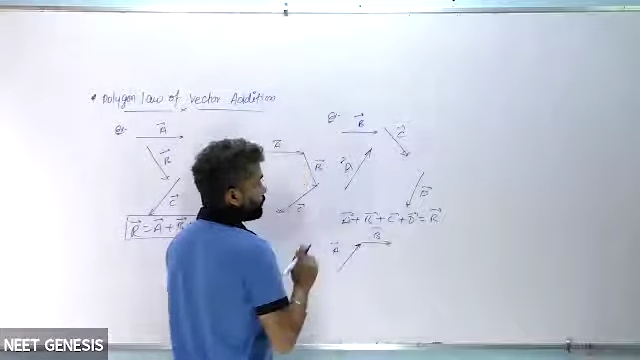 * Polygon law of Vector Addition
Q:
A
B
C
R = A + B +
A
B
C
Q:
B
C
D
A + B + C + D = R
A
B
NEET GENESIS